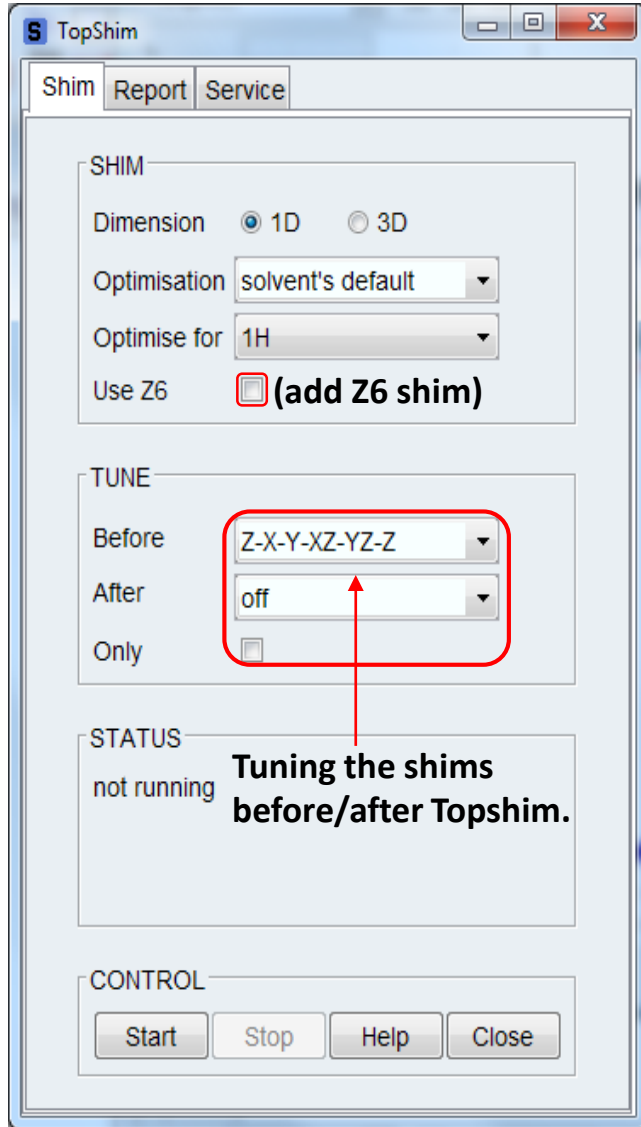 S TopShim
Shim Report Service
SHIM
Dimension 1D 3D
Optimisation solvent's default
Optimise for 1H
Use Z6 (add Z6 shim)
TUNE
Before Z-X-Y-XZ-YZ-Z
After off
Only
STATUS
not running
Tuning the shims
before/after Topshim.
CONTROL
Start Stop Help Close